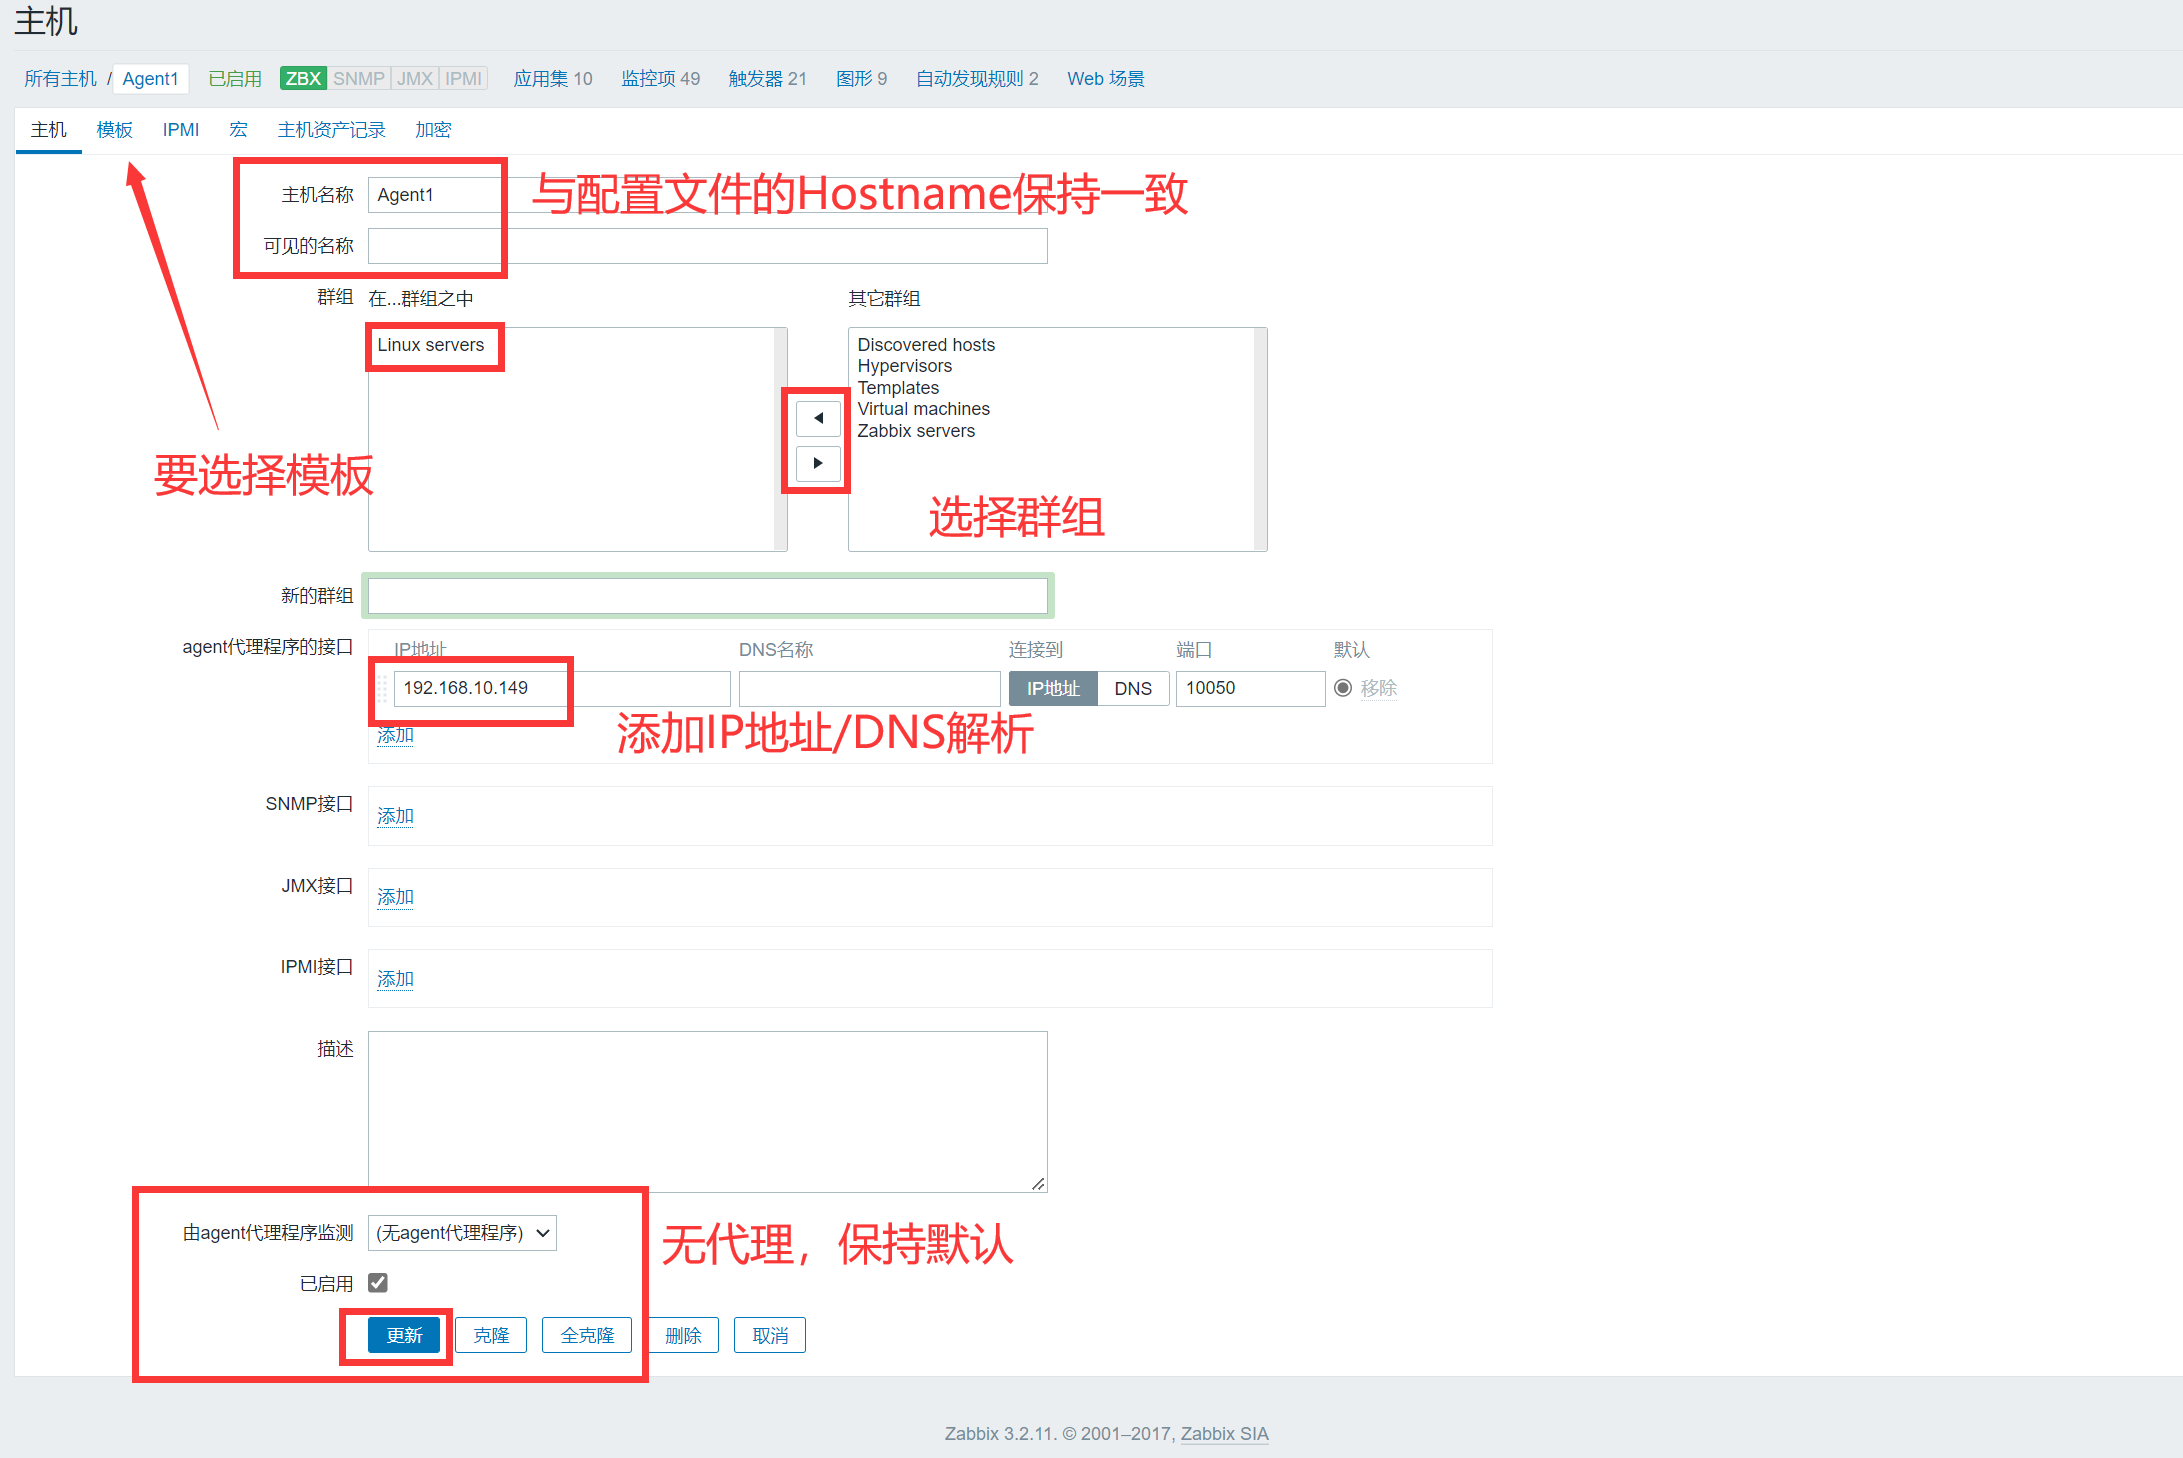 主机
所有主机 / Agent1 已启用 ZBX SNMP JMX IPMI 应用集 10 监控项 49 触发器 21 图形 9 自动发现规则 2 Web 场景
主机 模板 IPMI 宏 主机资产记录 加密
主机名称 Agent1 与配置文件的Hostname保持一致
可见的名称
群组 在...群组之中 其它群组
Linux servers
Discovered hosts
Hypervisors
Templates
Virtual machines
Zabbix servers
要选择模板
选择群组
新的群组
agent代理程序的接口 IP地址 DNS名称 连接到 端口 默认
192.168.10.149 IP地址 DNS 10050 移除
添加 添加IP地址/DNS解析
SNMP接口 添加
JMX接口 添加
IPMI接口 添加
描述
由agent代理程序监测 (无agent代理程序) 无代理，保持默认
已启用
更新 克隆 全克隆 删除 取消
Zabbix 3.2.11. © 2001–2017, Zabbix SIA